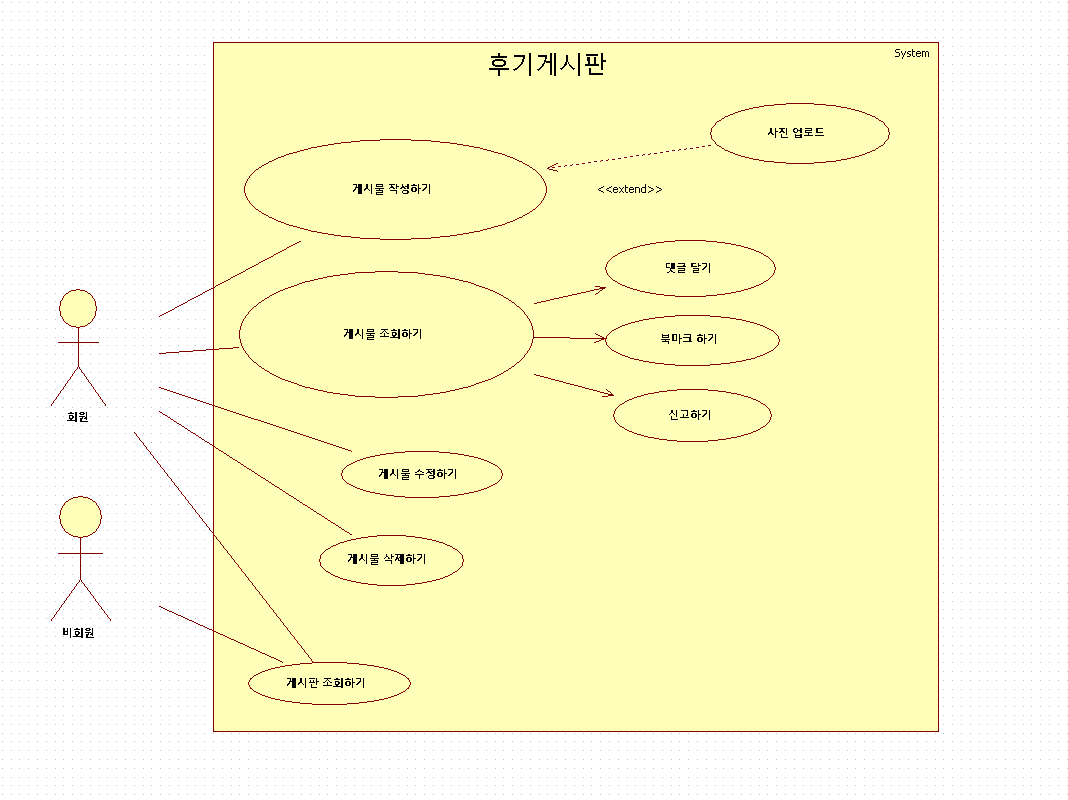 후기게시판
System
사진 업로드
게시물 작성하기
<<extend>>
댓글 달기
게시물 조회하기
북마크 하기
신고하기
회원
게시물 수정하기
게시물 삭제하기
비회원
게시판 조회하기